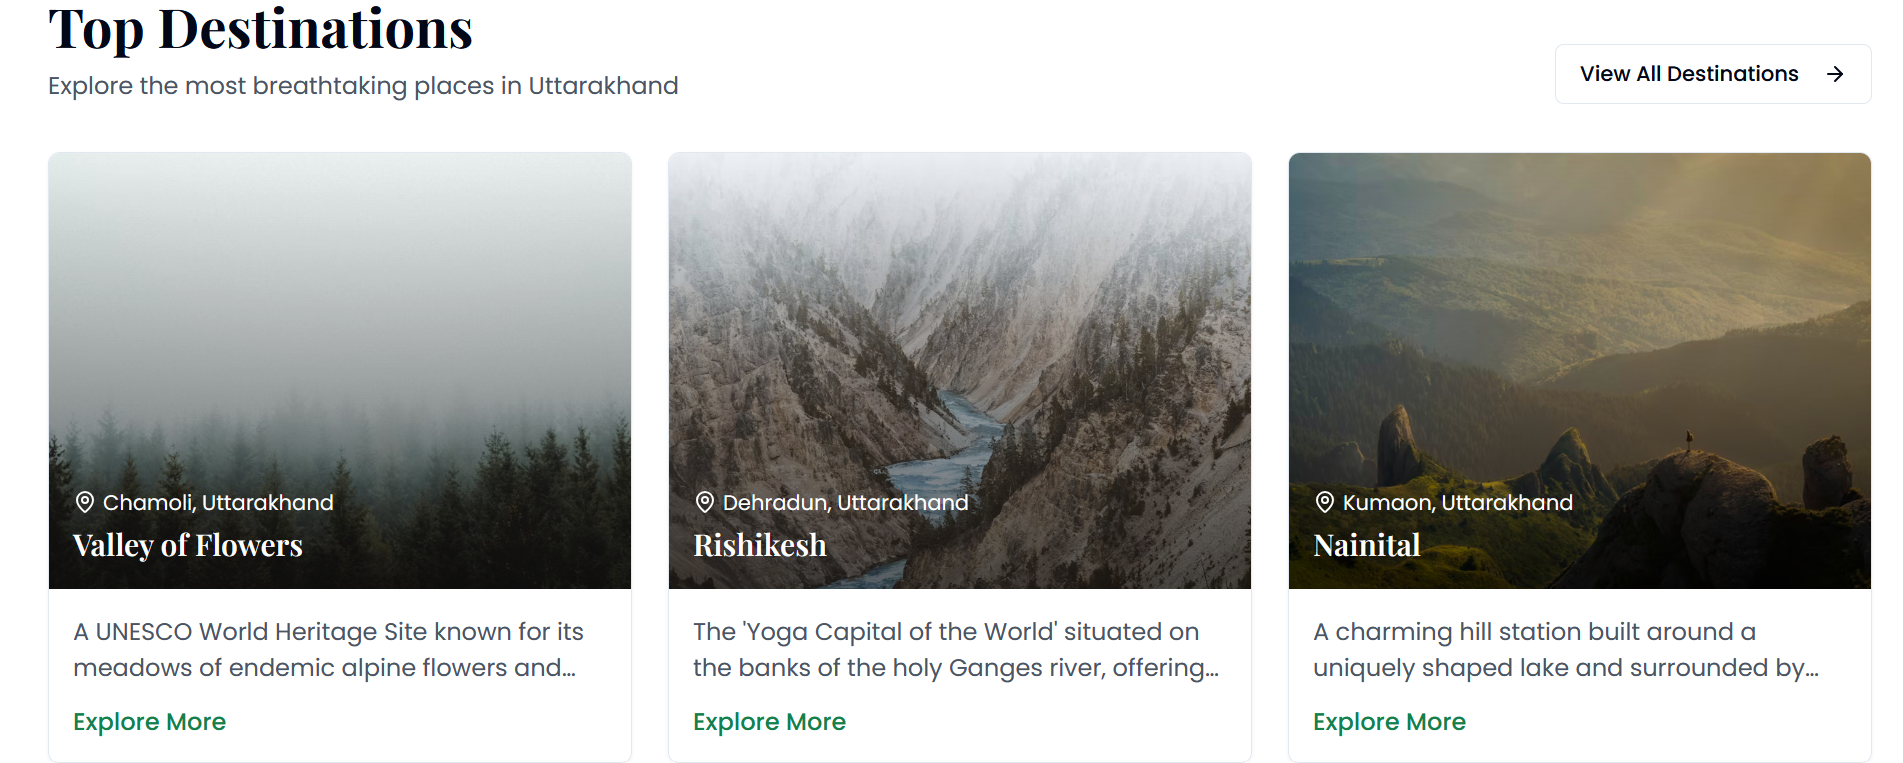 Top Destinations
Explore the most breathtaking places in Uttarakhand
View All Destinations
Chamoli, Uttarakhand
Valley of Flowers
A UNESCO World Heritage Site known for its
meadows of endemic alpine flowers and...
Explore More
Dehradun, Uttarakhand
Rishikesh
The 'Yoga Capital of the World' situated on
the banks of the holy Ganges river, offering...
Explore More
Kumaon, Uttarakhand
Nainital
A charming hill station built around a
uniquely shaped lake and surrounded by...
Explore More